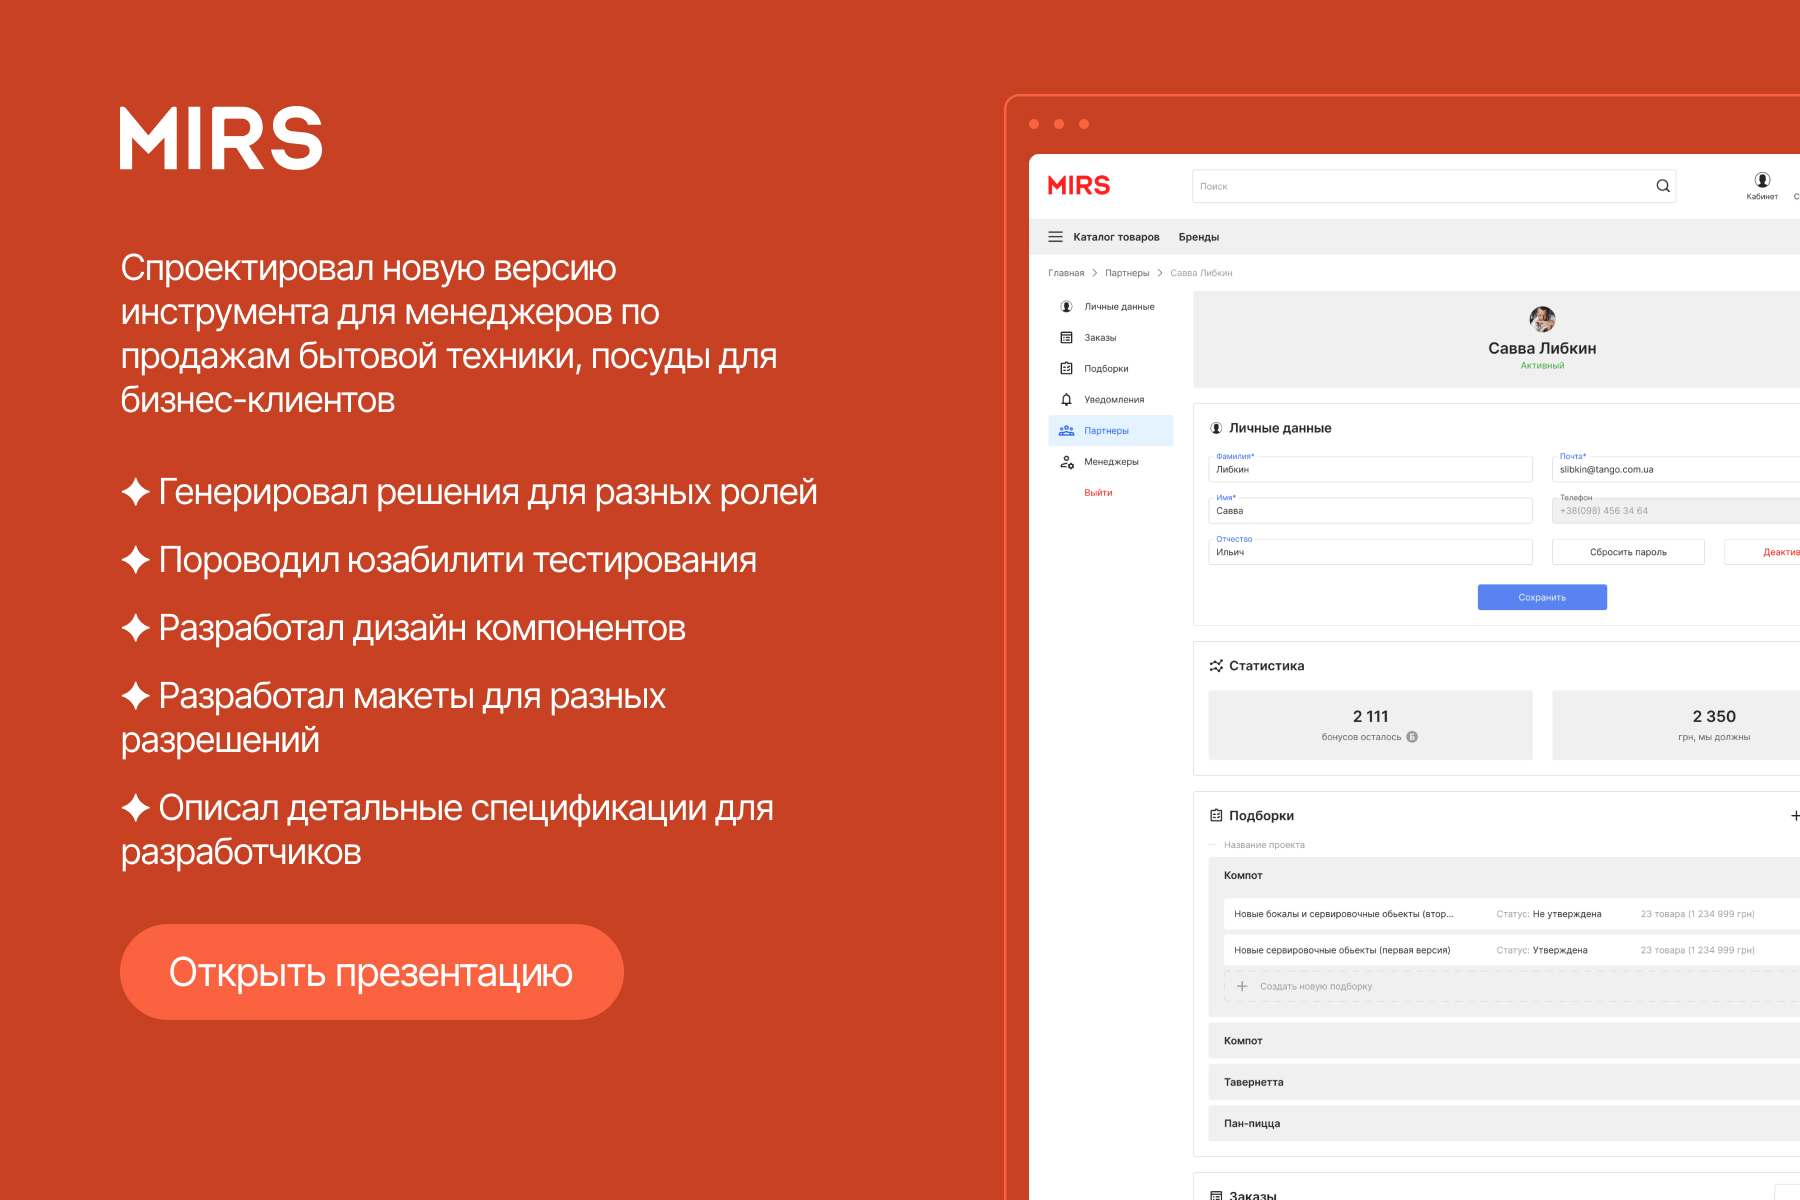 MIRS
Спроектировал новую версию
инструмента для менеджеров по
продажам бытовой техники, посуды для
бизнес-клиентов
✦ Генерировал решения для разных ролей
✦ Пороводил юзабилити тестирования
✦ Разработал дизайн компонентов
✦ Разработал макеты для разных
разрешений
✦ Описал детальные спецификации для
разработчиков
Открыть презентацию
MIRS
Поиск
Кабинет
Каталог товаров
Бренды
Главная > Партнеры > Савва Либкин
Личные данные
Заказы
Подборки
Уведомления
Партнеры
Менеджеры
Выйти
Савва Либкин
Активный
Личные данные
Фамилия*
Либкин
Почта*
slibkin@tango.com.ua
Имя*
Савва
Телефон
+38(098) 456 34 64
Отчество
Ильич
Сбросить пароль
Деактив
Сохранить
Статистика
2 111
бонусов осталось Б
2 350
грн, мы должны
Подборки
Название проекта
Компот
Новые бокалы и сервировочные обьекты (втор... Статус: Не утверждена 23 товара (1 234 999 грн)
Новые сервировочные обьекты (первая версия) Статус: Утверждена 23 товара (1 234 999 грн)
Создать новую подборку
Компот
Тавернетта
Пан-пицца
Заказы